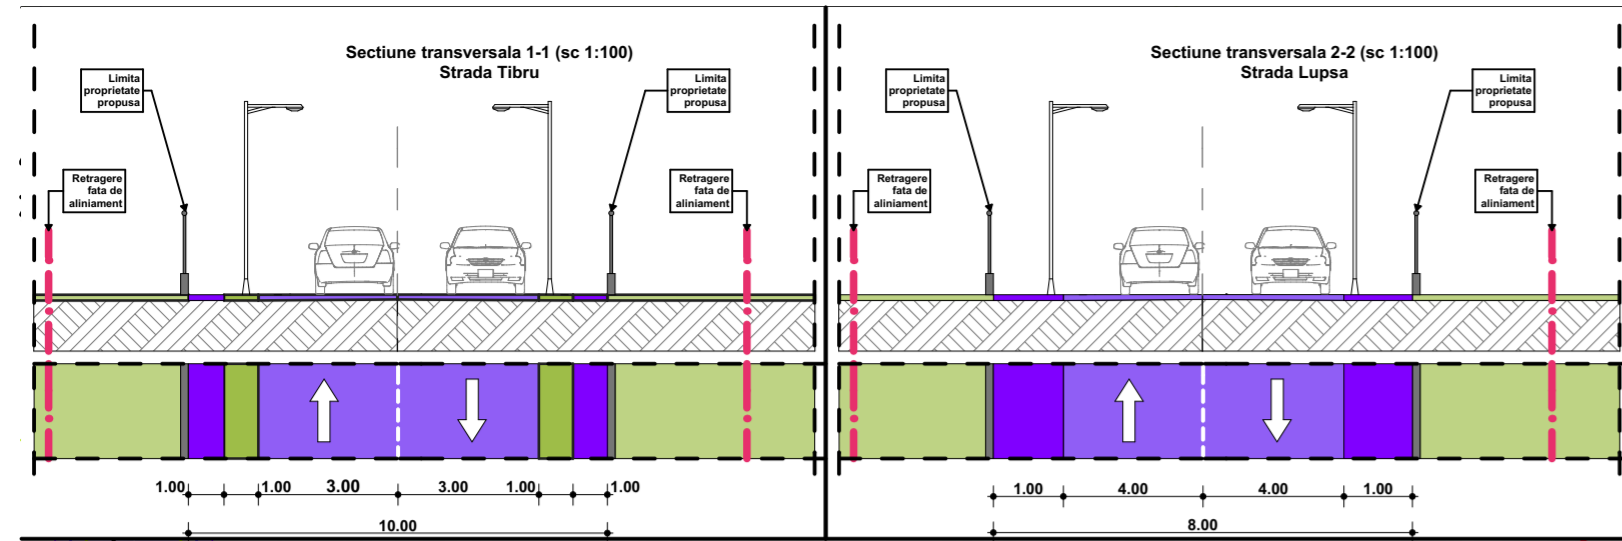 Sectiune transversala 1-1 (sc 1:100)
Strada Tibru
Limita
proprietate
propusa
Limita
proprietate
propusa
Retragere
fata de
aliniament
Retragere
fata de
aliniament
1.00 1.00 3.00 3.00 1.00 1.00
10.00
Sectiune transversala 2-2 (sc 1:100)
Strada Lupsa
Limita
proprietate
propusa
Limita
proprietate
propusa
Retragere
fata de
aliniament
Retragere
fata de
aliniament
1.00 4.00 4.00 1.00
8.00